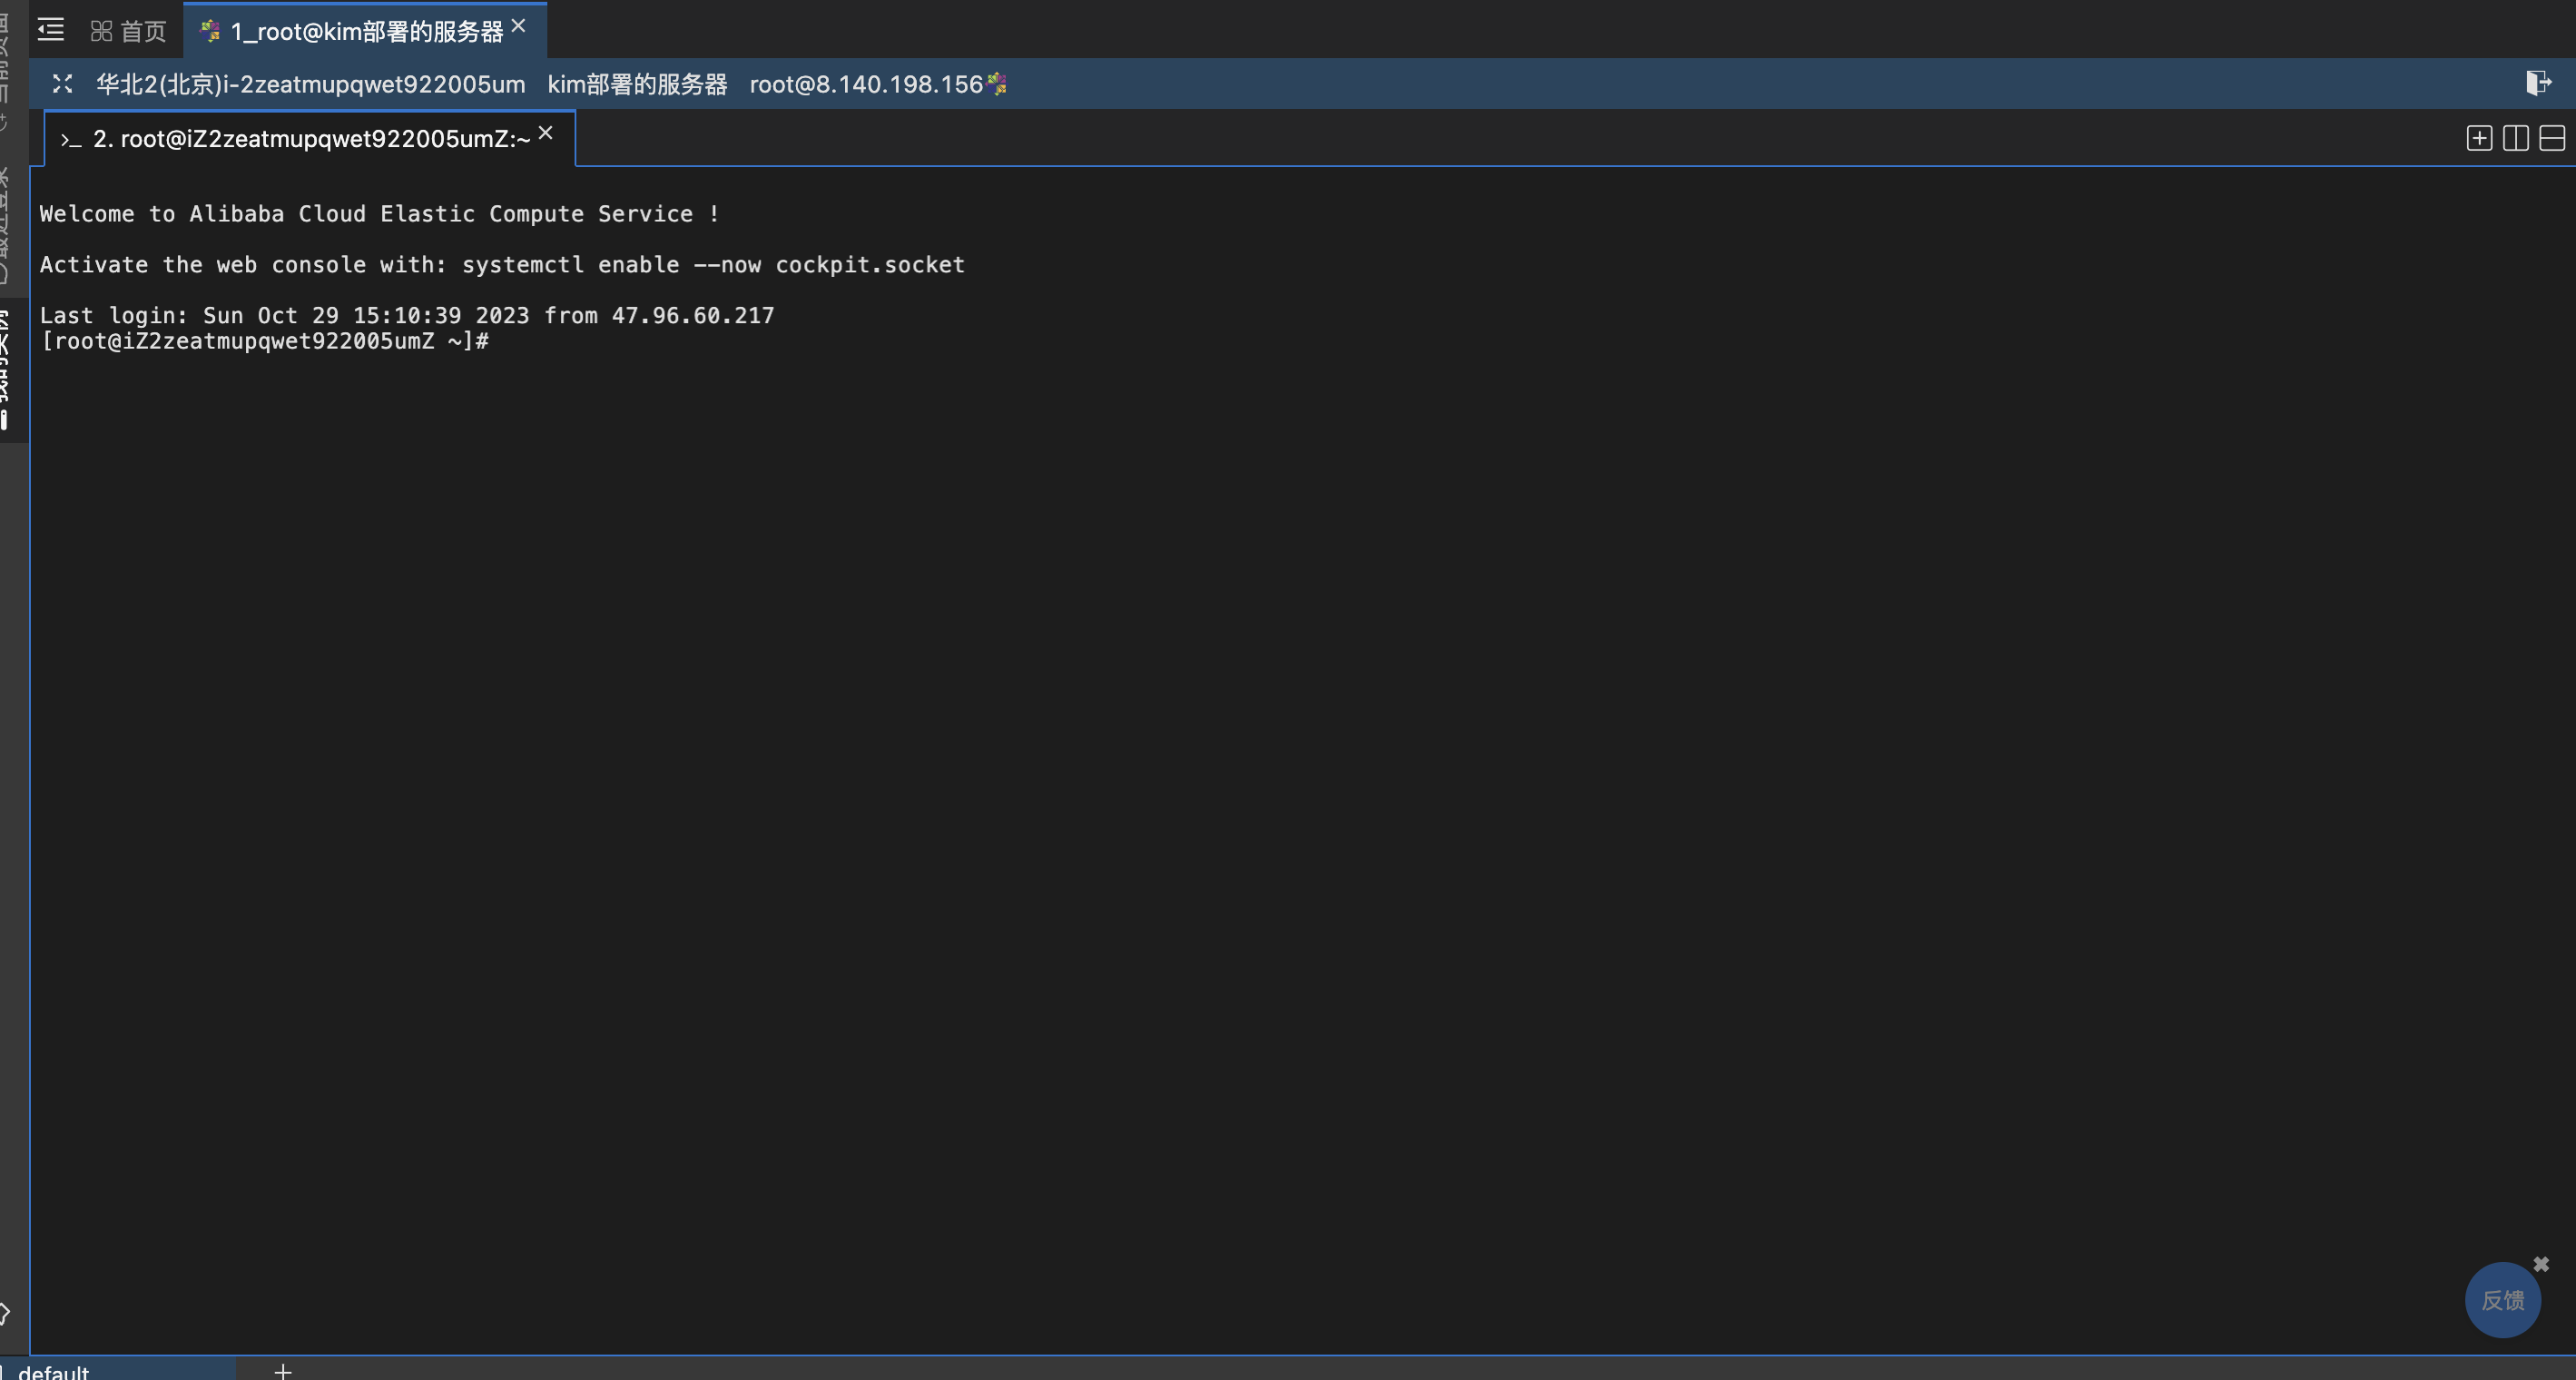 首页
1_root@kim部署的服务器
华北2(北京)i-2zeatmupqwet922005um kim部署的服务器 root@8.140.198.156
>_ 2. root@iZ2zeatmupqwet922005umZ:~
Welcome to Alibaba Cloud Elastic Compute Service !
Activate the web console with: systemctl enable --now cockpit.socket
Last login: Sun Oct 29 15:10:39 2023 from 47.96.60.217
[root@iZ2zeatmupqwet922005umZ ~]#
反馈
default